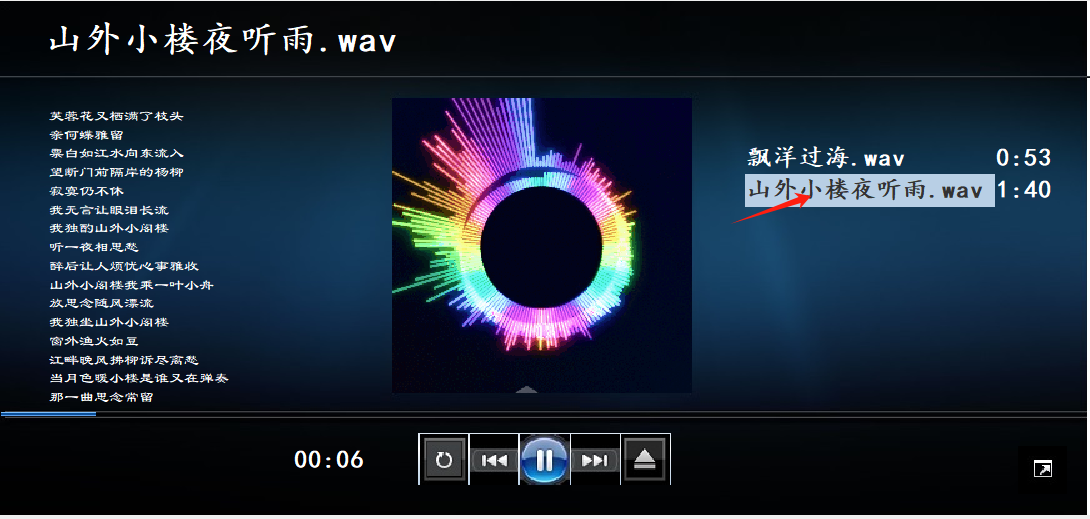 山外小楼夜听雨.wav
芙蓉花又栖满了枝头
奈何蝶难留
漂白如江水向东流入
望断门前隔岸的杨柳
寂寞仍不休
我无言让眼泪长流
我独酌山外小阁楼
听一夜相思愁
醉后让人烦忧心事难收
山外小阁楼我乘一叶小舟
放思念随风漂流
我独坐山外小阁楼
窗外渔火如豆
江畔晚风拂柳诉尽离愁
当月色暖小楼是谁又在弹奏
那一曲思念常留
飘洋过海.wav 0:53
山外小楼夜听雨.wav 1:40
00:06